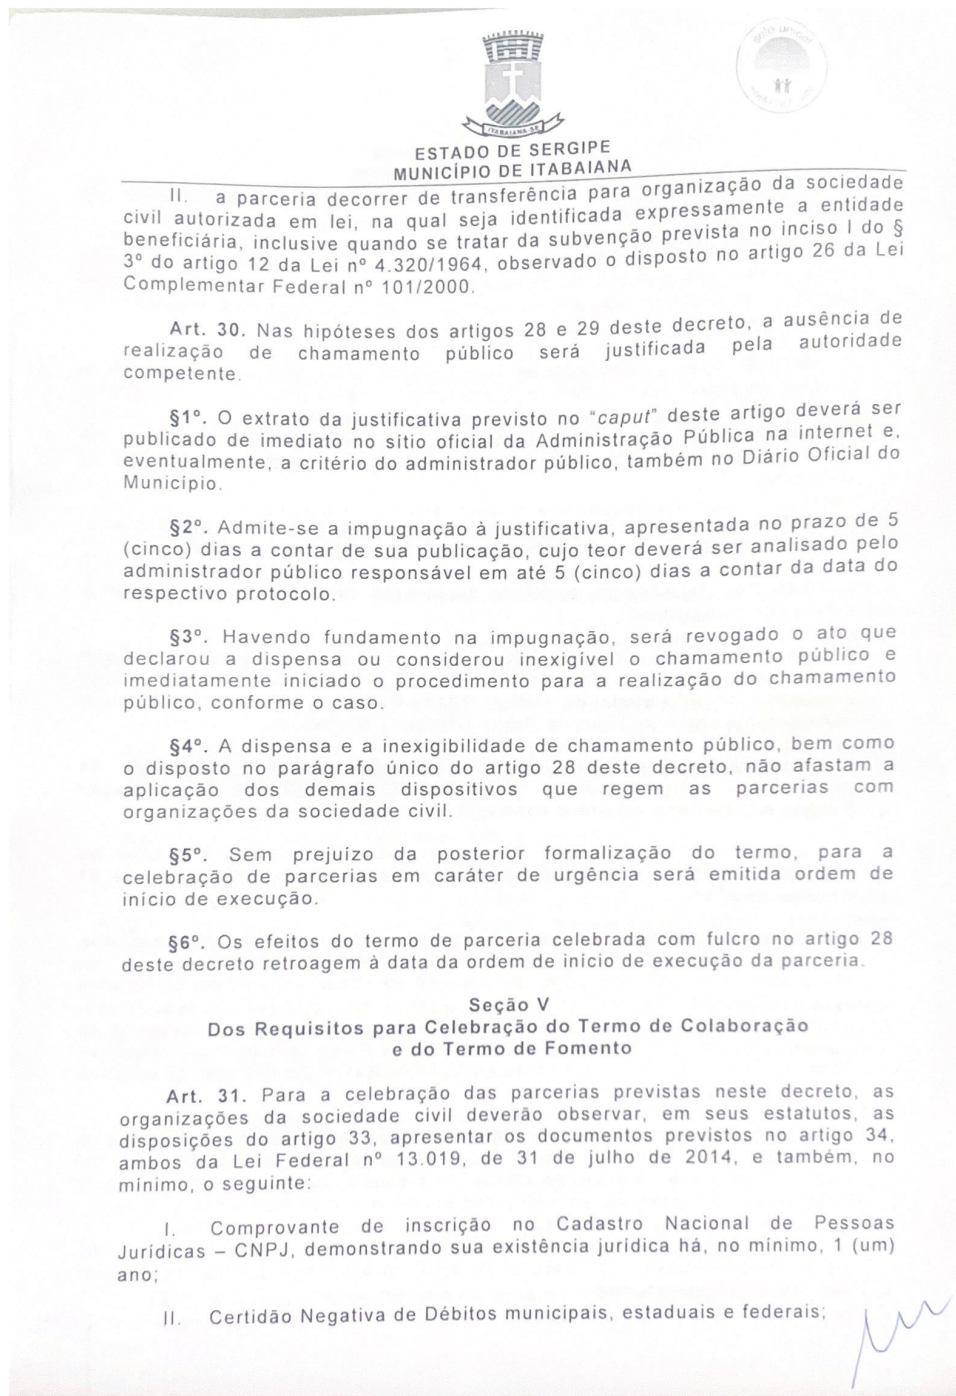 ITABAIANA-SE
ESTADO DE SERGIPE
MUNICÍPIO DE ITABAIANA
II. a parceria decorrer de transferência para organização da sociedade
civil autorizada em lei, na qual seja identificada expressamente a entidade
beneficiária, inclusive quando se tratar da subvenção prevista no inciso I do §
3º do artigo 12 da Lei nº 4.320/1964, observado o disposto no artigo 26 da Lei
Complementar Federal nº 101/2000.
Art. 30. Nas hipóteses dos artigos 28 e 29 deste decreto, a ausência de
realização de chamamento público será justificada pela autoridade
competente.
§1º. O extrato da justificativa previsto no “caput” deste artigo deverá ser
publicado de imediato no sítio oficial da Administração Pública na internet e,
eventualmente, a critério do administrador público, também no Diário Oficial do
Município.
§2º. Admite-se a impugnação à justificativa, apresentada no prazo de 5
(cinco) dias a contar de sua publicação, cujo teor deverá ser analisado pelo
administrador público responsável em até 5 (cinco) dias a contar da data do
respectivo protocolo.
§3º. Havendo fundamento na impugnação, será revogado o ato que
declarou a dispensa ou considerou inexigível o chamamento público e
imediatamente iniciado o procedimento para a realização do chamamento
público, conforme o caso.
§4º. A dispensa e a inexigibilidade de chamamento público, bem como
o disposto no parágrafo único do artigo 28 deste decreto, não afastam a
aplicação dos demais dispositivos que regem as parcerias com
organizações da sociedade civil.
§5º. Sem prejuízo da posterior formalização do termo, para a
celebração de parcerias em caráter de urgência será emitida ordem de
início de execução.
§6º. Os efeitos do termo de parceria celebrada com fulcro no artigo 28
deste decreto retroagem à data da ordem de início de execução da parceria.
Seção V
Dos Requisitos para Celebração do Termo de Colaboração
e do Termo de Fomento
Art. 31. Para a celebração das parcerias previstas neste decreto, as
organizações da sociedade civil deverão observar, em seus estatutos, as
disposições do artigo 33, apresentar os documentos previstos no artigo 34,
ambos da Lei Federal nº 13.019, de 31 de julho de 2014, e também, no
mínimo, o seguinte:
I. Comprovante de inscrição no Cadastro Nacional de Pessoas
Jurídicas – CNPJ, demonstrando sua existência jurídica há, no mínimo, 1 (um)
ano;
II. Certidão Negativa de Débitos municipais, estaduais e federais;